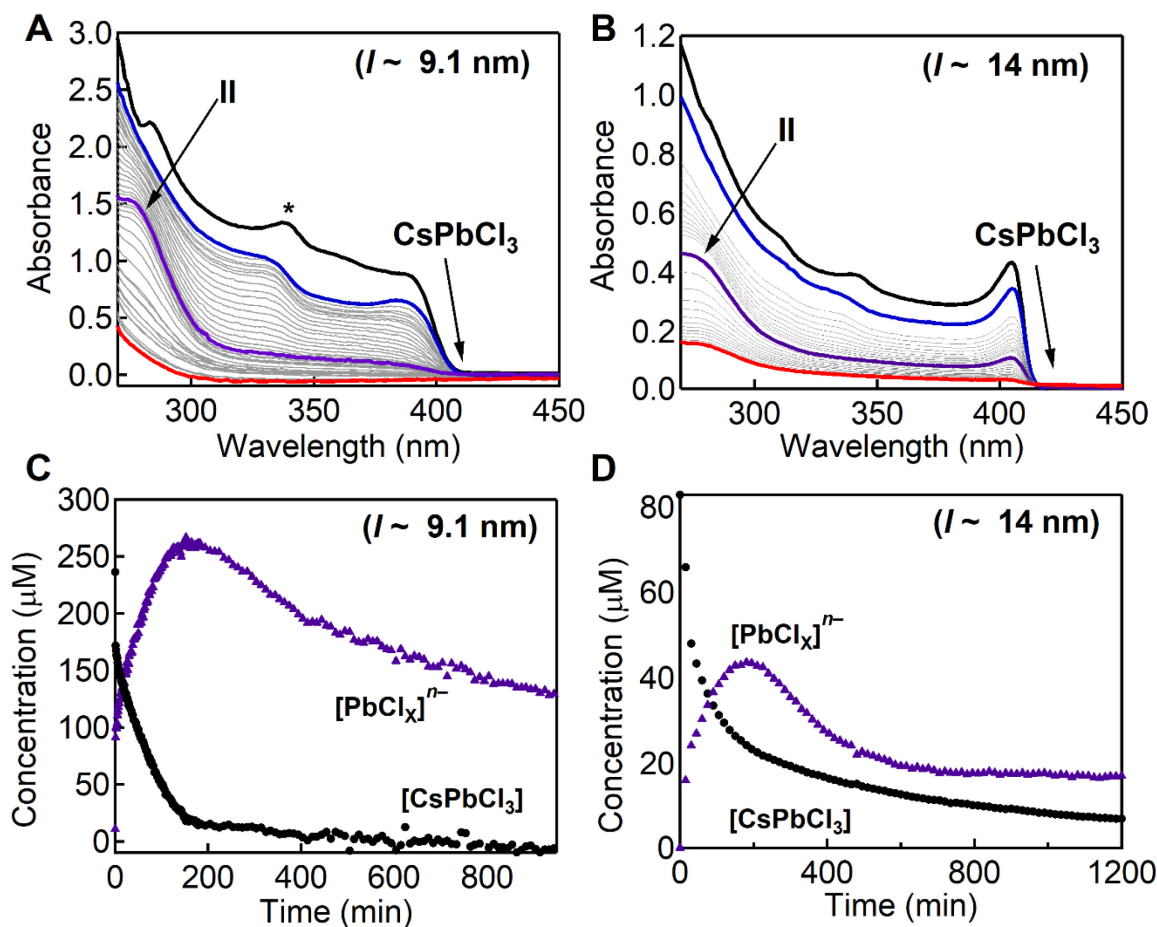 A
(l ~ 9.1 nm)
II
*
CsPbCl3
Absorbance
3.0
2.5
2.0
1.5
1.0
0.5
0.0
300
350
400
450
Wavelength (nm)
B
(l ~ 14 nm)
II
CsPbCl3
Absorbance
1.2
1.0
0.8
0.6
0.4
0.2
0.0
300
350
400
450
Wavelength (nm)
C
(l ~ 9.1 nm)
[PbClX]n–
[CsPbCl3]
Concentration (μM)
300
250
200
150
100
50
0
0
200
400
600
800
Time (min)
D
(l ~ 14 nm)
[PbClX]n–
[CsPbCl3]
Concentration (μM)
80
60
40
20
0
0
400
800
1200
Time (min)